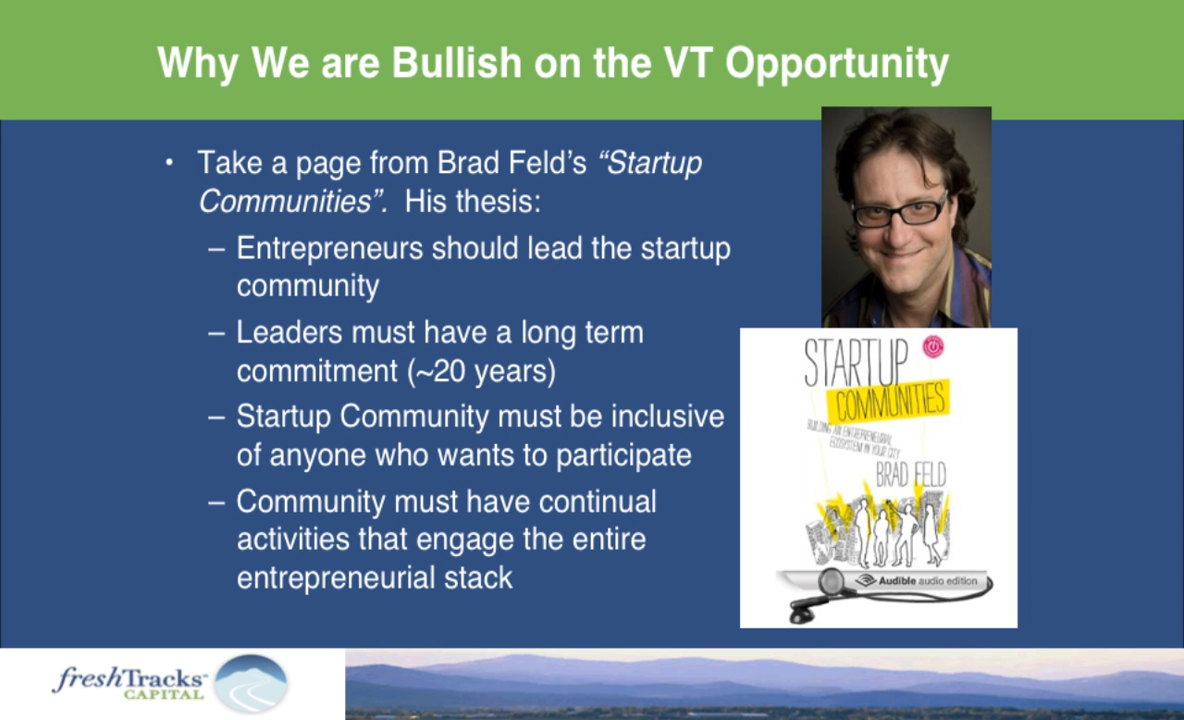 Why We are Bullish on the VT Opportunity
• Take a page from Brad Feld’s “Startup
Communities”. His thesis:
– Entrepreneurs should lead the startup
community
– Leaders must have a long term
commitment (~20 years)
– Startup Community must be inclusive
of anyone who wants to participate
– Community must have continual
activities that engage the entire
entrepreneurial stack
STARTUP
COMMUNITIES
BUILDING AN ENTREPRENEURIAL
ECOSYSTEM IN YOUR CITY
BRAD FELD
Audible audio edition
freshTracks™
CAPITAL